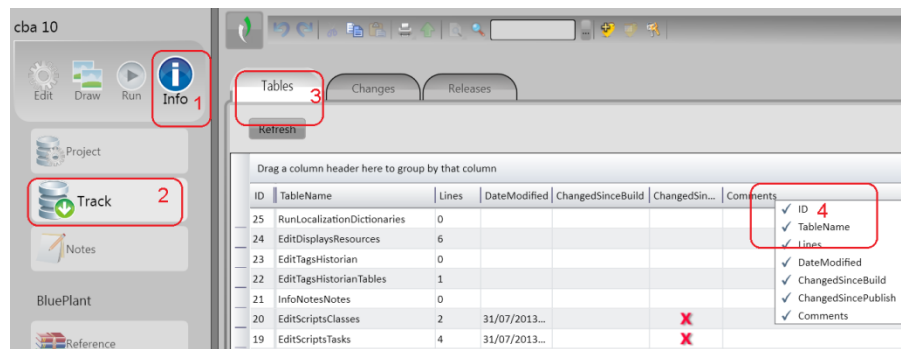 cba 10
Edit Draw Run Info 1
Project
Track 2
Notes
BluePlant
Reference
Tables 3 Changes Releases
Refresh
Drag a column header here to group by that column
ID TableName Lines DateModified ChangedSinceBuild ChangedSin... Comments
25 RunLocalizationDictionaries 0
24 EditDisplaysResources 6
23 EditTagsHistorian 0
22 EditTagsHistorianTables 1
21 InfoNotesNotes 0
20 EditScriptsClasses 2 31/07/2013... X
19 EditScriptsTasks 4 31/07/2013... X
✓ ID 4
✓ TableName
✓ Lines
✓ DateModified
✓ ChangedSinceBuild
✓ ChangedSincePublish
✓ Comments